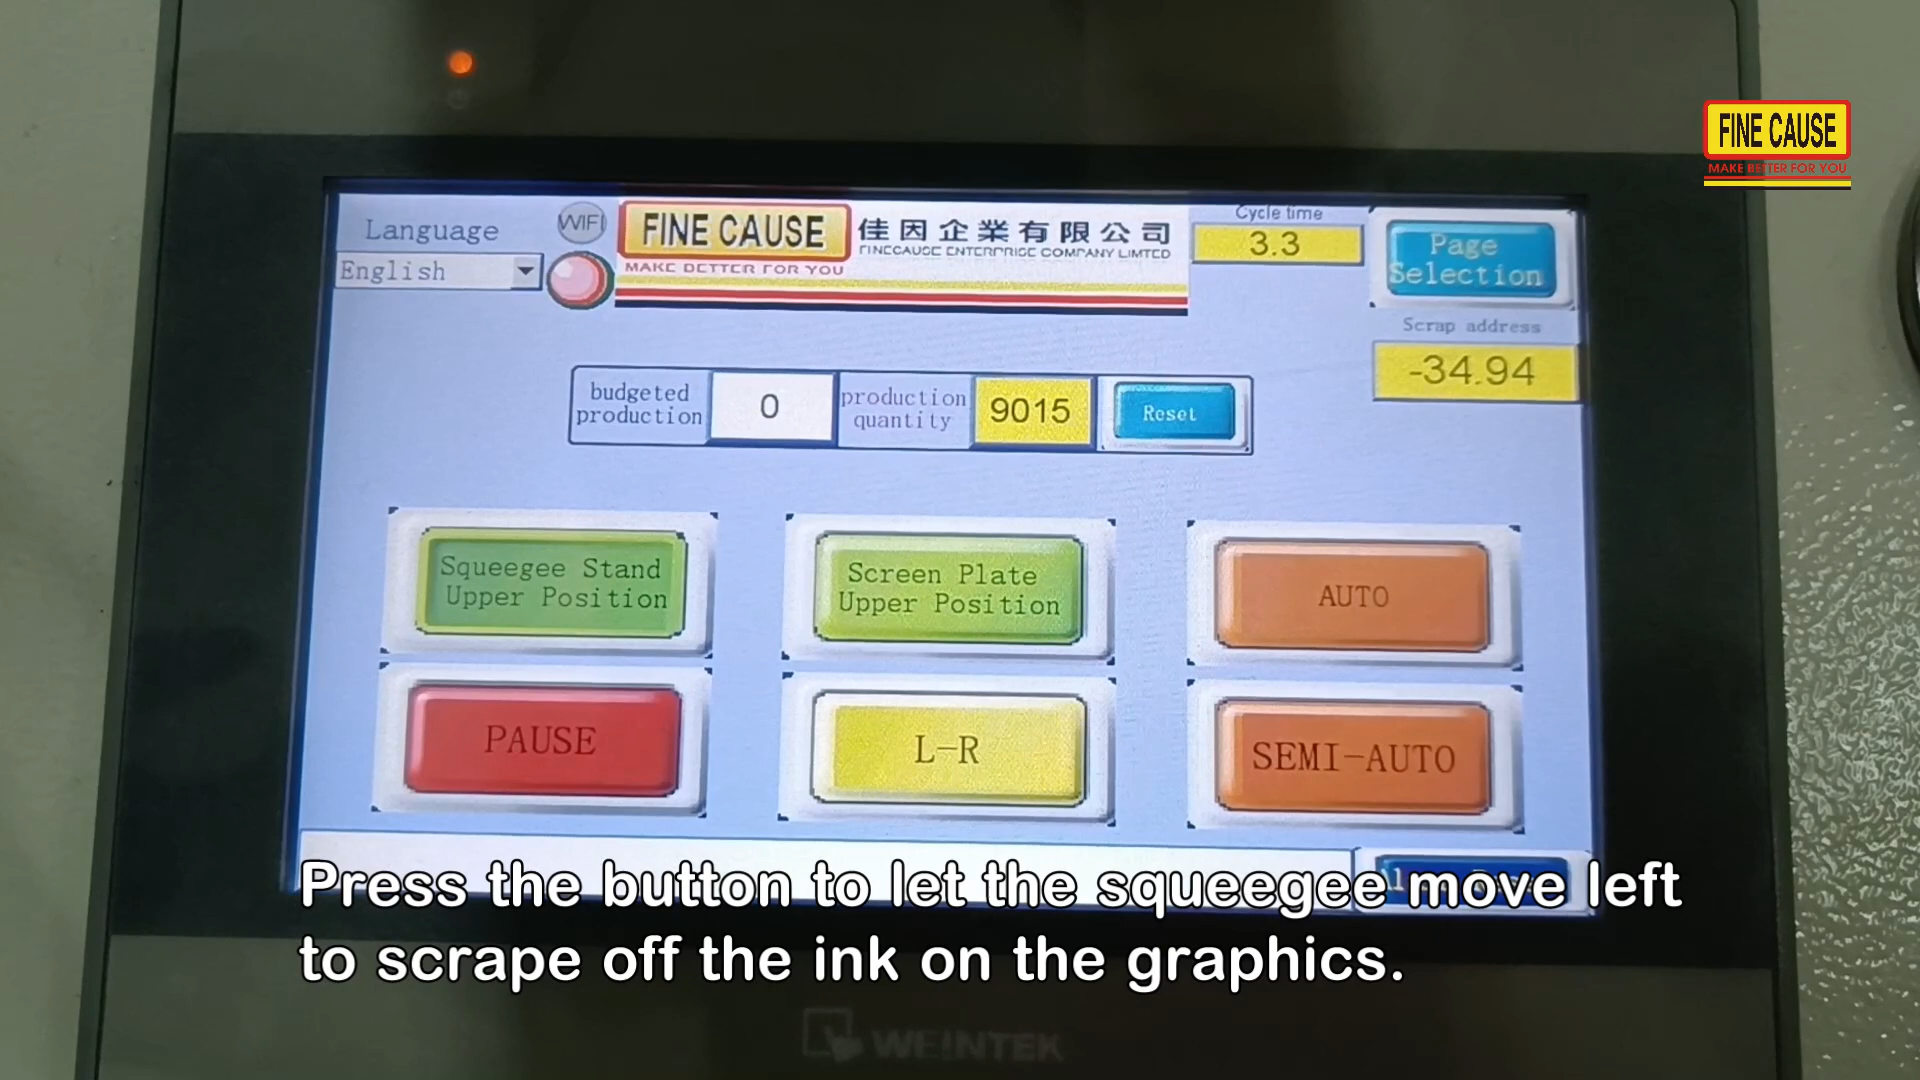 FINE CAUSE
MAKE BETTER FOR YOU
Language
English
WIFI
FINE CAUSE
MAKE BETTER FOR YOU
佳因企業有限公司
FINECAUSE ENTERPRISE COMPANY LIMTED
Cycle time
3.3
Page
Selection
Scrap address
-34.94
budgeted
production
0
production
quantity
9015
Reset
Squeegee Stand
Upper Position
Screen Plate
Upper Position
AUTO
PAUSE
L-R
SEMI-AUTO
Press the button to let the squeegee move left
to scrape off the ink on the graphics.
WEINTEK